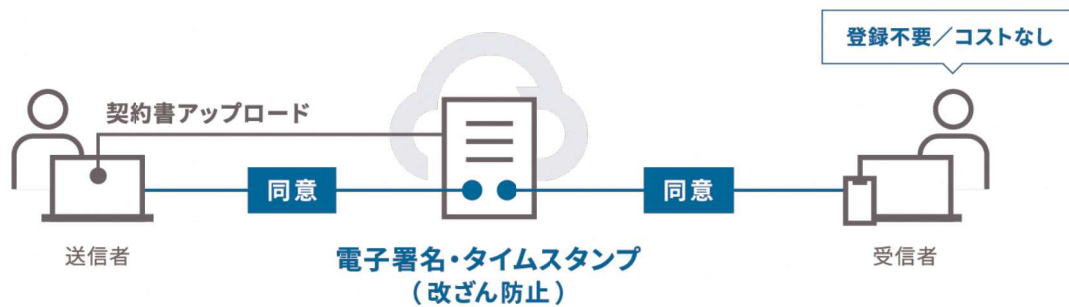 登録不要／コストなし
契約書アップロード
同意
同意
送信者
電子署名・タイムスタンプ
（改ざん防止）
受信者